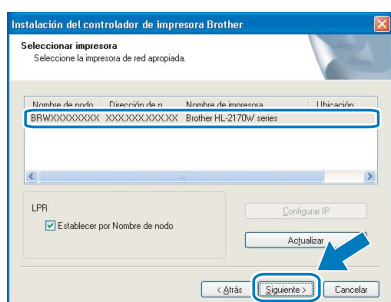 Instalación del controlador de impresora Brother
Seleccionar impresora
Seleccione la impresora de red apropiada.
Nombre de nodo Dirección de n... Nombre de impresora Ubicación
BRWXXXXXXXXX XXX.XXX.XXX.XX Brother HL-2170W series
LPR
Establecer por Nombre de nodo
Configurar IP
Actualizar
< Atrás Siguiente > Cancelar